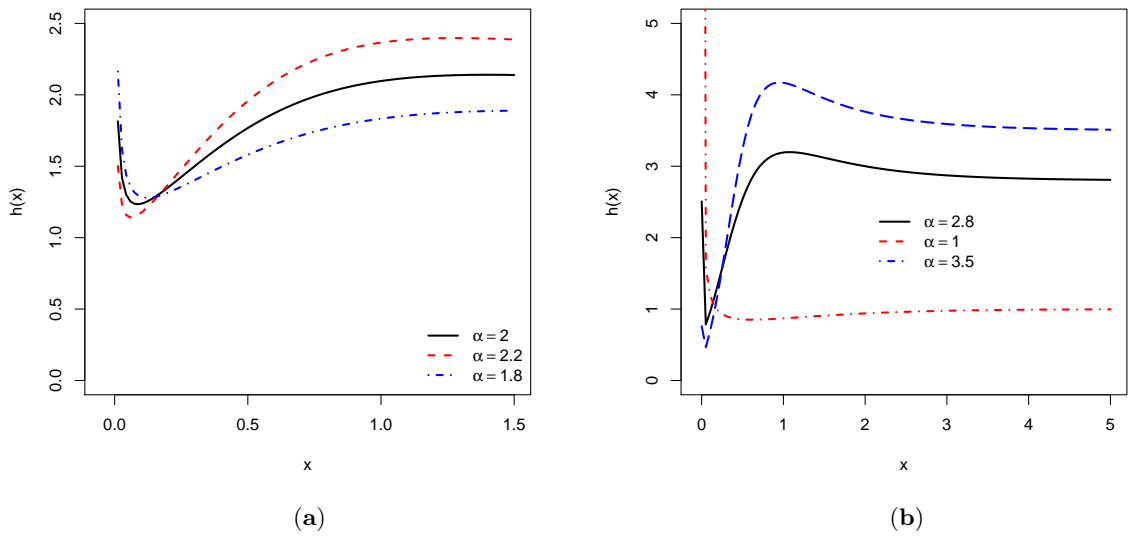 h(x)
2.5
2.0
1.5
1.0
0.5
0.0
α = 2
α = 2.2
α = 1.8
0.0 0.5 1.0 1.5
x
(a)
h(x)
5
4
3
2
1
0
α = 2.8
α = 1
α = 3.5
0 1 2 3 4 5
x
(b)